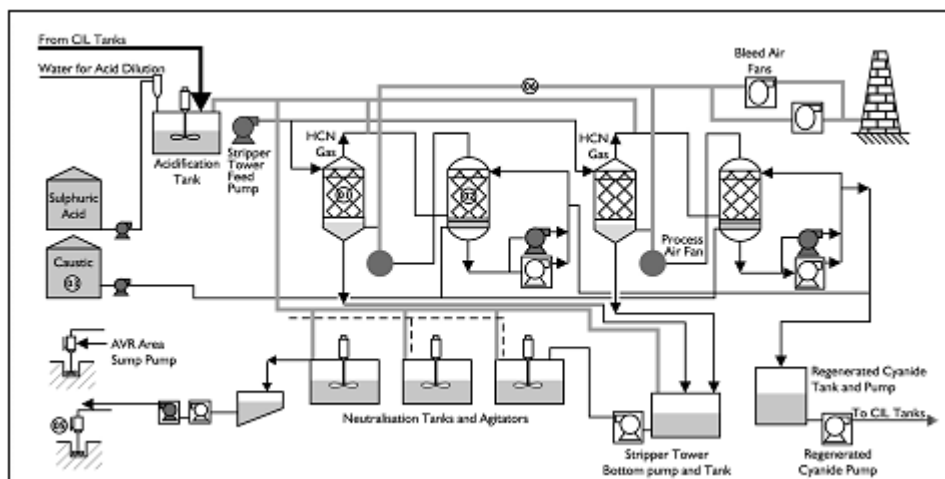 From CIL Tanks
Water for Acid Dilution
Acidification
Tank
Stripper
Tower
Feed
Pump
HCN
Gas
HCN
Gas
Bleed Air
Fans
Sulphuric
Acid
Caustic
Process
Air Fan
AVR Area
Sump Pump
Neutralisation Tanks and Agitators
Stripper Tower
Bottom pump and Tank
Regenerated Cyanide
Tank and Pump
To CIL Tanks
Regenerated
Cyanide Pump